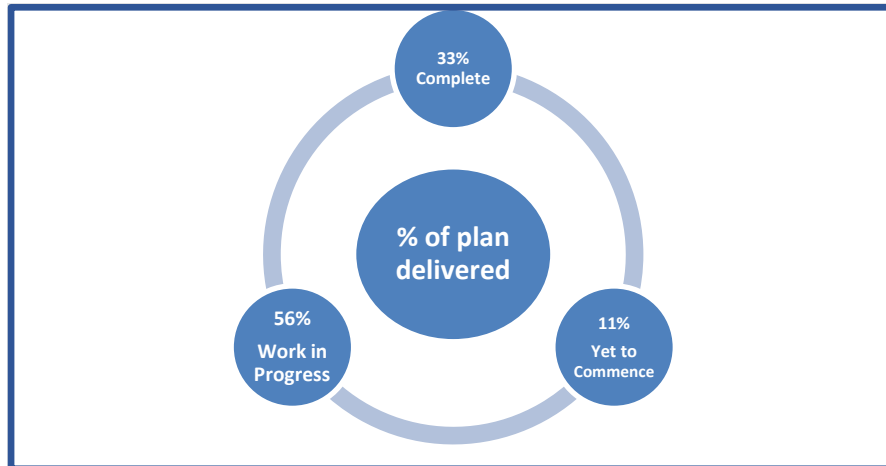 33%
Complete
% of plan
delivered
56%
Work in
Progress
11%
Yet to
Commence